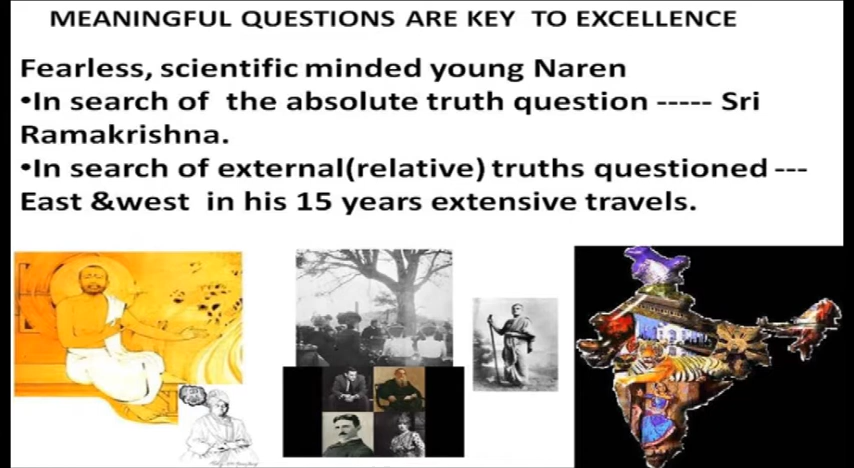 MEANINGFUL QUESTIONS ARE KEY TO EXCELLENCE
Fearless, scientific minded young Naren
•In search of the absolute truth question ----- Sri
Ramakrishna.
•In search of external(relative) truths questioned ---
East &west in his 15 years extensive travels.